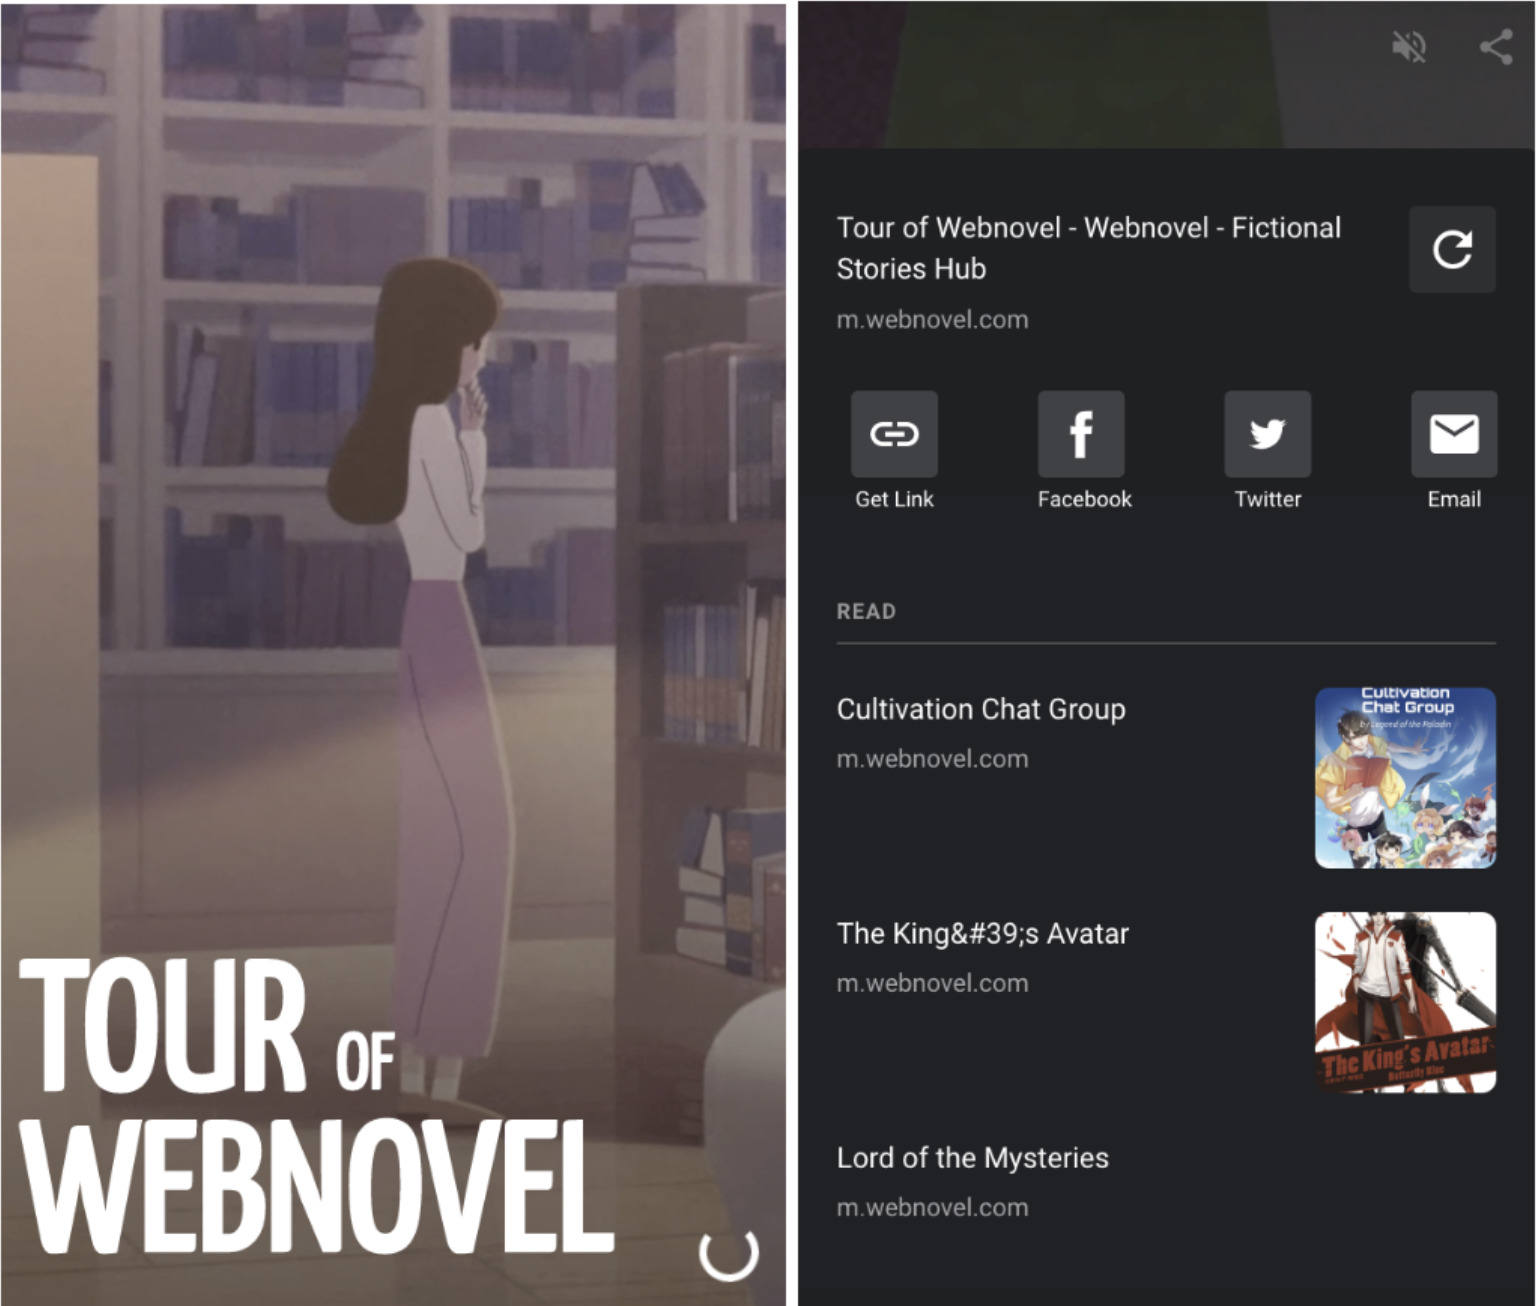 TOUR OF
WEBNOVEL
Tour of Webnovel - Webnovel - Fictional
Stories Hub
m.webnovel.com
Get Link
Facebook
Twitter
Email
READ
Cultivation Chat Group
m.webnovel.com
Cultivation
Chat Group
by Legend of the Paladin
The King&#39;s Avatar
m.webnovel.com
The King's Avatar
Butterfly Blue
Lord of the Mysteries
m.webnovel.com